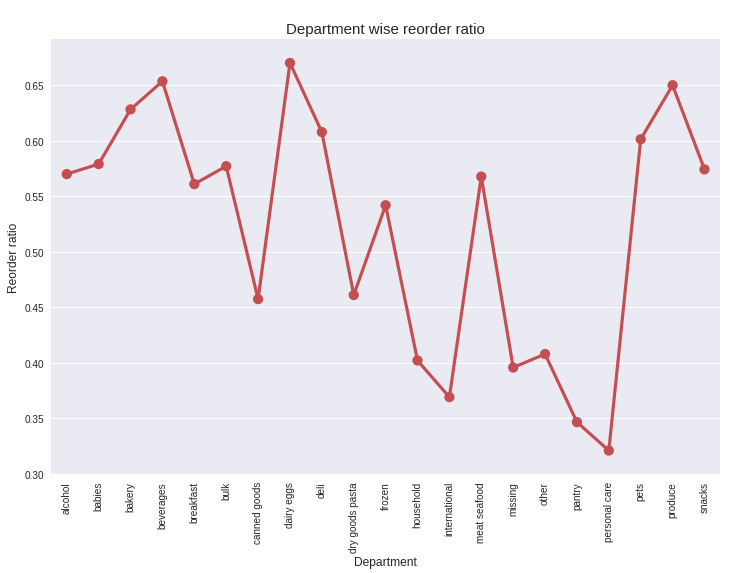 Department wise reorder ratio
0.65
0.60
0.55
0.50
0.45
0.40
0.35
0.30
Reorder ratio
alcohol
babies
bakery
beverages
breakfast
bulk
canned goods
dairy eggs
deli
dry goods pasta
frozen
household
international
meat seafood
missing
other
pantry
personal care
pets
produce
snacks
Department